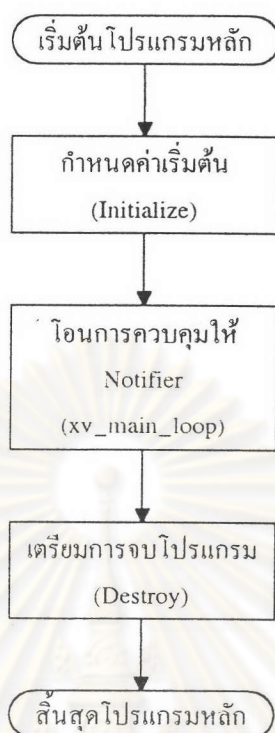 เริ่มต้นโปรแกรมหลัก
กำหนดค่าเริ่มต้น
(Initialize)
โอนการควบคุมให้
Notifier
(xv_main_loop)
เตรียมการจบโปรแกรม
(Destroy)
สิ้นสุดโปรแกรมหลัก